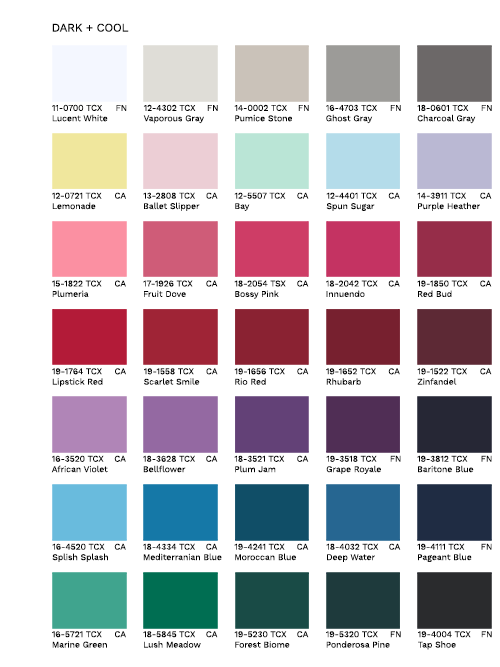 DARK + COOL
11-0700 TCX FN 12-4302 TCX FN 14-0002 TCX FN 16-4703 TCX FN 18-0601 TCX FN
Lucent White Vaporous Gray Pumice Stone Ghost Gray Charcoal Gray
12-0721 TCX CA 13-2808 TCX CA 12-5507 TCX CA 12-4401 TCX CA 14-3911 TCX CA
Lemonade Ballet Slipper Bay Spun Sugar Purple Heather
15-1822 TCX CA 17-1926 TCX CA 18-2054 TSX CA 18-2042 TCX CA 19-1850 TCX CA
Plumeria Fruit Dove Bossy Pink Innuendo Red Bud
19-1764 TCX CA 19-1558 TCX CA 19-1656 TCX CA 19-1652 TCX CA 19-1522 TCX CA
Lipstick Red Scarlet Smile Rio Red Rhubarb Zinfandel
16-3520 TCX CA 18-3628 TCX CA 18-3521 TCX CA 19-3518 TCX FN 19-3812 TCX FN
African Violet Bellflower Plum Jam Grape Royale Baritone Blue
16-4520 TCX CA 18-4334 TCX CA 19-4241 TCX CA 18-4032 TCX CA 19-4111 TCX FN
Splish Splash Mediterranian Blue Moroccan Blue Deep Water Pageant Blue
16-5721 TCX CA 18-5845 TCX CA 19-5230 TCX CA 19-5320 TCX FN 19-4004 TCX FN
Marine Green Lush Meadow Forest Biome Ponderosa Pine Tap Shoe